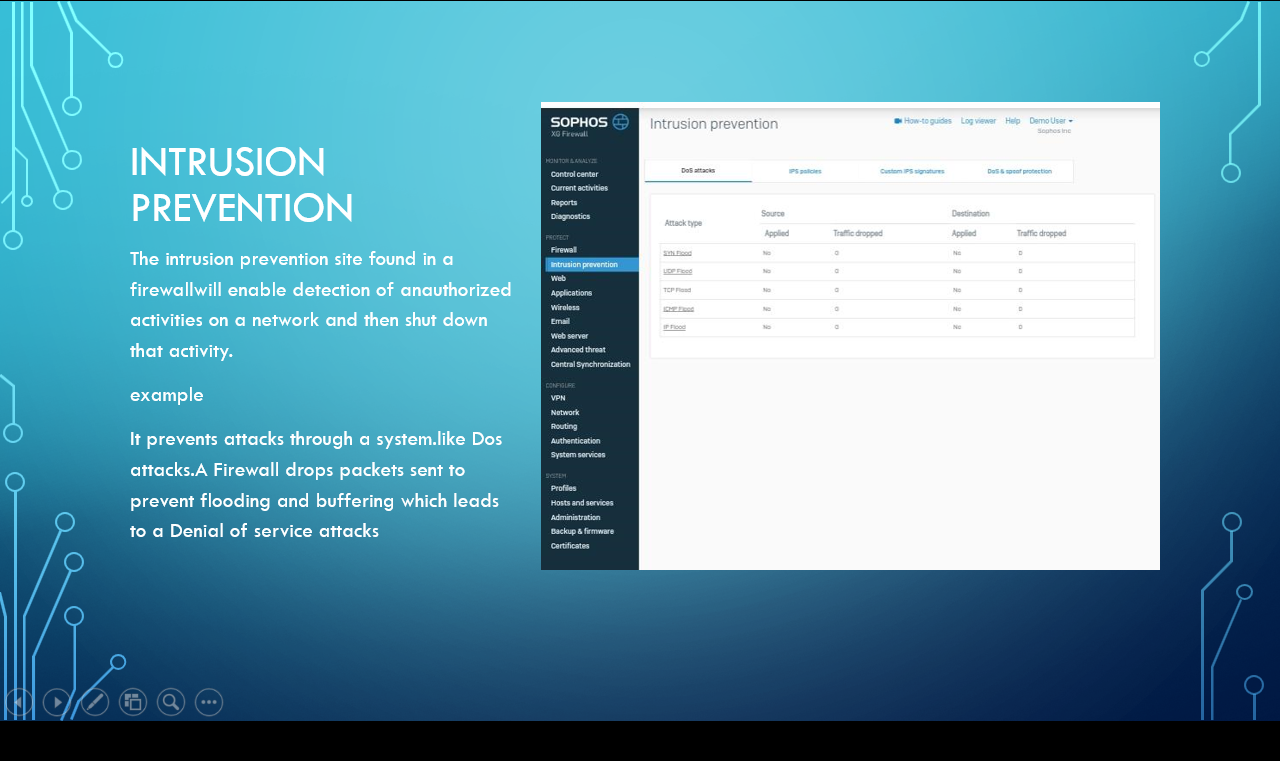 INTRUSION
PREVENTION
The intrusion prevention site found in a
firewallwill enable detection of anauthorized
activities on a network and then shut down
that activity.
example
It prevents attacks through a system.like Dos
attacks.A Firewall drops packets sent to
prevent flooding and buffering which leads
to a Denial of service attacks
SOPHOS
XG Firewall
MONITOR & ANALYZE
Control center
Current activities
Reports
Diagnostics
PROTECT
Firewall
Intrusion prevention
Web
Applications
Wireless
Email
Web server
Advanced threat
Central Synchronization
CONFIGURE
VPN
Network
Routing
Authentication
System services
SYSTEM
Profiles
Hosts and services
Administration
Backup & firmware
Certificates
Intrusion prevention
How-to guides Log viewer Help Demo User
Sophos Inc
DoS attacks IPS policies Custom IPS signatures DoS & spoof protection
Attack type Source Destination
Applied Traffic dropped Applied Traffic dropped
SYN Flood No 0 No 0
UDP Flood No 0 No 0
TCP Flood No 0 No 0
ICMP Flood No 0 No 0
IP Flood No 0 No 0